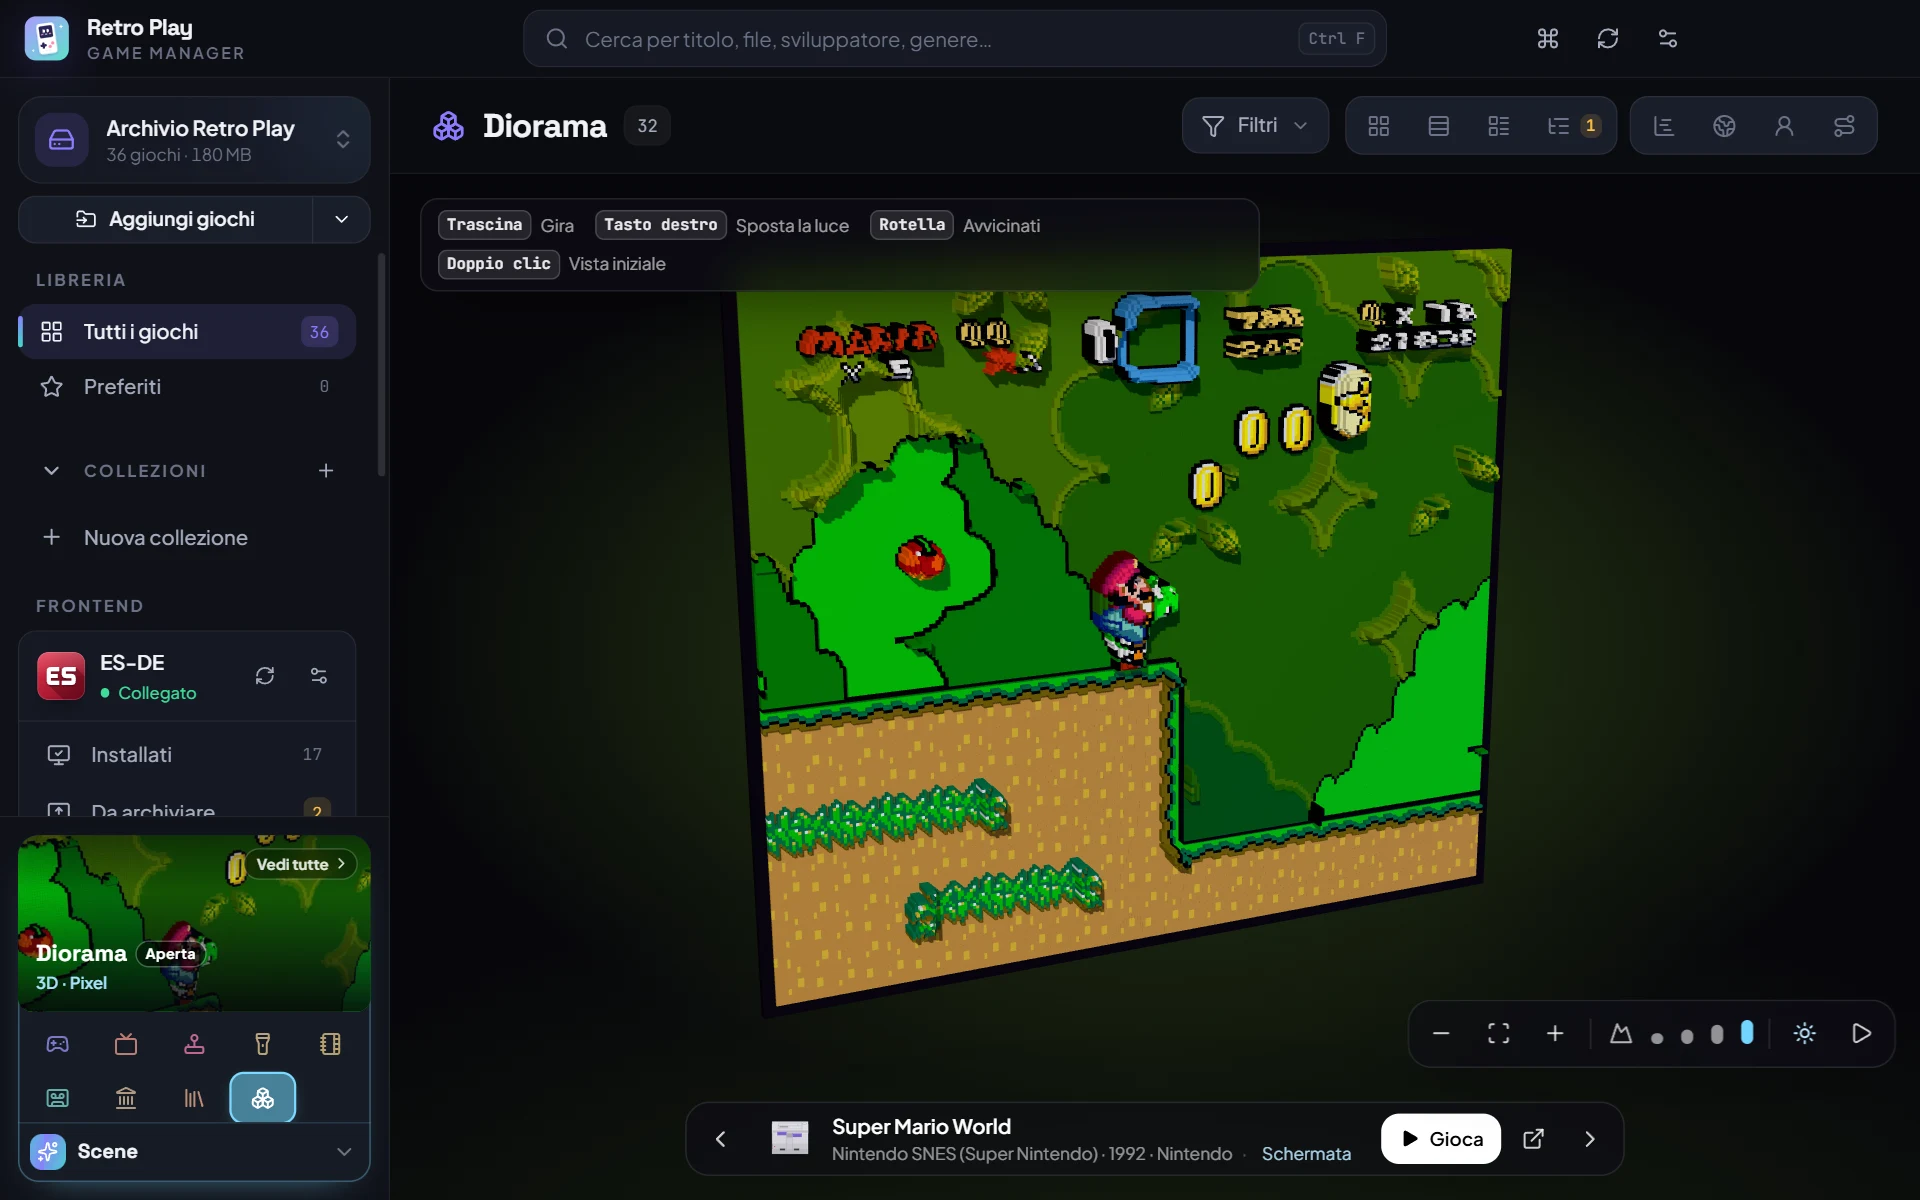 Retro Play
GAME MANAGER
Cerca per titolo, file, sviluppatore, genere...
Ctrl F
Archivio Retro Play
36 giochi · 180 MB
Aggiungi giochi
LIBRERIA
Tutti i giochi 36
Preferiti 0
COLLEZIONI
Nuova collezione
FRONTEND
ES ES-DE
Collegato
Installati 17
Da archiviare 2
Vedi tutte
Diorama Aperta
3D · Pixel
Scene
Diorama 32
Filtri
1
Trascina Gira Tasto destro Sposta la luce Rotella Avvicinati
Doppio clic Vista iniziale
MARIO
Super Mario World
Nintendo SNES (Super Nintendo) · 1992 · Nintendo · Schermata
Gioca